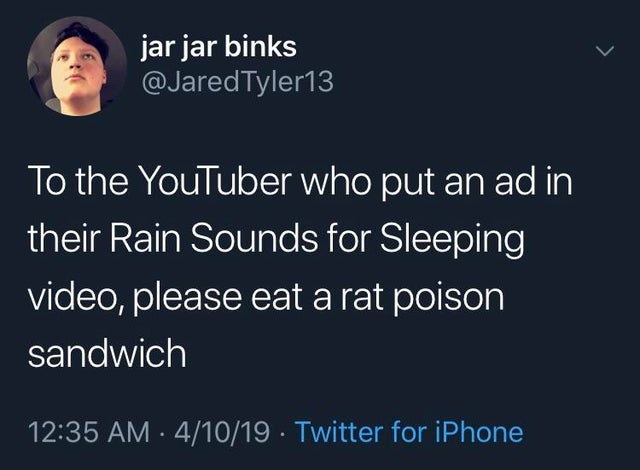 jar jar binks
@JaredTyler13
To the YouTuber who put an ad in
their Rain Sounds for Sleeping
video, please eat a rat poison
sandwich
12:35 AM · 4/10/19 · Twitter for iPhone